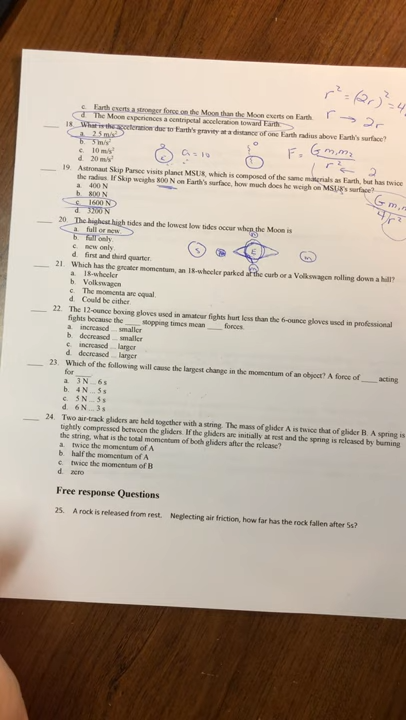 r² = (2r)² = 4
r → 2r
c. Earth exerts a stronger force on the Moon than the Moon exerts on Earth.
d. The Moon experiences a centripetal acceleration toward Earth.
18. What is the acceleration due to Earth's gravity at a distance of one Earth radius above Earth's surface?
a. 2.5 m/s²
b. 5 m/s²
c. 10 m/s²
d. 20 m/s²
a = 10
F = Gm₁m₂
r²
2
19. Astronaut Skip Parsec visits planet MSU8, which is composed of the same materials as Earth, but has twice
the radius. If Skip weighs 800 N on Earth's surface, how much does he weigh on MSU8's surface?
a. 400 N
b. 800 N
c. 1600 N
d. 3200 N
Gm,m
4r²
20. The highest high tides and the lowest low tides occur when the Moon is
a. full or new.
b. full only.
c. new only.
d. first and third quarter.
S
E
m
21. Which has the greater momentum, an 18-wheeler parked at the curb or a Volkswagen rolling down a hill?
a. 18-wheeler
b. Volkswagen
c. The momenta are equal.
d. Could be either.
22. The 12-ounce boxing gloves used in amateur fights hurt less than the 6-ounce gloves used in professional
fights because the ____ stopping times mean ____ forces.
a. increased ... smaller
b. decreased ... smaller
c. increased ... larger
d. decreased ... larger
23. Which of the following will cause the largest change in the momentum of an object? A force of ____ acting
for ____
a. 3 N... 6 s
b. 4 N... 5 s
c. 5 N... 5 s
d. 6 N... 3 s
24. Two air-track gliders are held together with a string. The mass of glider A is twice that of glider B. A spring is
tightly compressed between the gliders. If the gliders are initially at rest and the spring is released by burning
the string, what is the total momentum of both gliders after the release?
a. twice the momentum of A
b. half the momentum of A
c. twice the momentum of B
d. zero
Free response Questions
25. A rock is released from rest. Neglecting air friction, how far has the rock fallen after 5s?